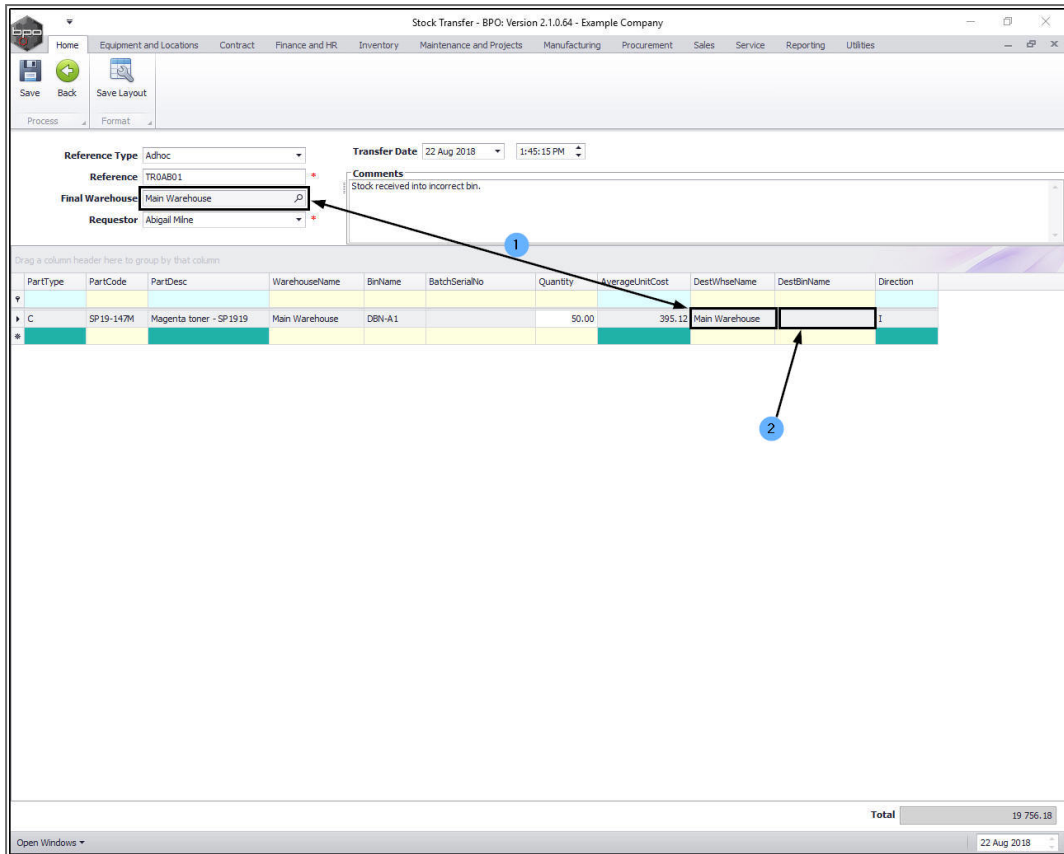 Stock Transfer - BPO: Version 2.1.0.64 - Example Company
bpo
Home Equipment and Locations Contract Finance and HR Inventory Maintenance and Projects Manufacturing Procurement Sales Service Reporting Utilities
Save Back Save Layout
Process Format
Reference Type Adhoc Transfer Date 22 Aug 2018 1:45:15 PM
Reference TR0AB01 * Comments
Stock received into incorrect bin.
Final Warehouse Main Warehouse
Requestor Abigail Milne *
1
Drag a column header here to group by that column
PartType PartCode PartDesc WarehouseName BinName BatchSerialNo Quantity AverageUnitCost DestWhseName DestBinName Direction
C SP19-147M Magenta toner - SP1919 Main Warehouse DBN-A1 50.00 395.12 Main Warehouse I
2
Total 19 756.18
Open Windows 22 Aug 2018